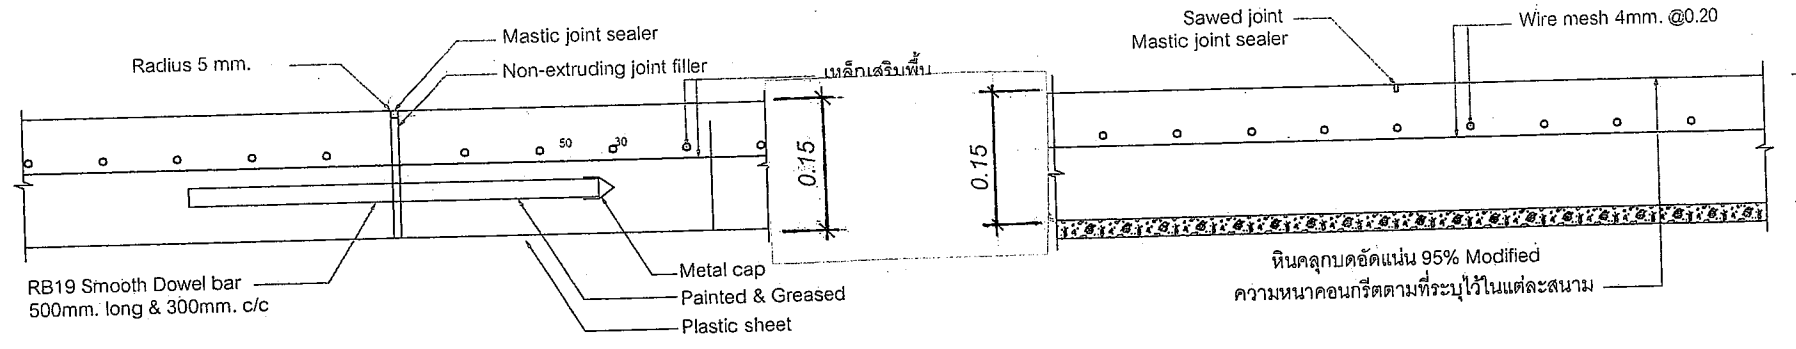 Mastic joint sealer
Radius 5 mm.
Non-extruding joint filler
เหล็กเสริมพื้น
50
30
0.15
RB19 Smooth Dowel bar
500mm. long & 300mm. c/c
Metal cap
Painted & Greased
Plastic sheet
Sawed joint
Mastic joint sealer
Wire mesh 4mm. @0.20
0.15
หินคลุกบดอัดแน่น 95% Modified
ความหนาคอนกรีตตามที่ระบุไว้ในแต่ละสนาม